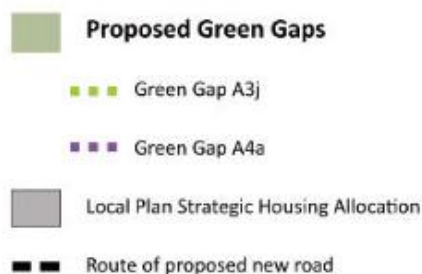 Proposed Green Gaps
Green Gap A3j
Green Gap A4a
Local Plan Strategic Housing Allocation
Route of proposed new road